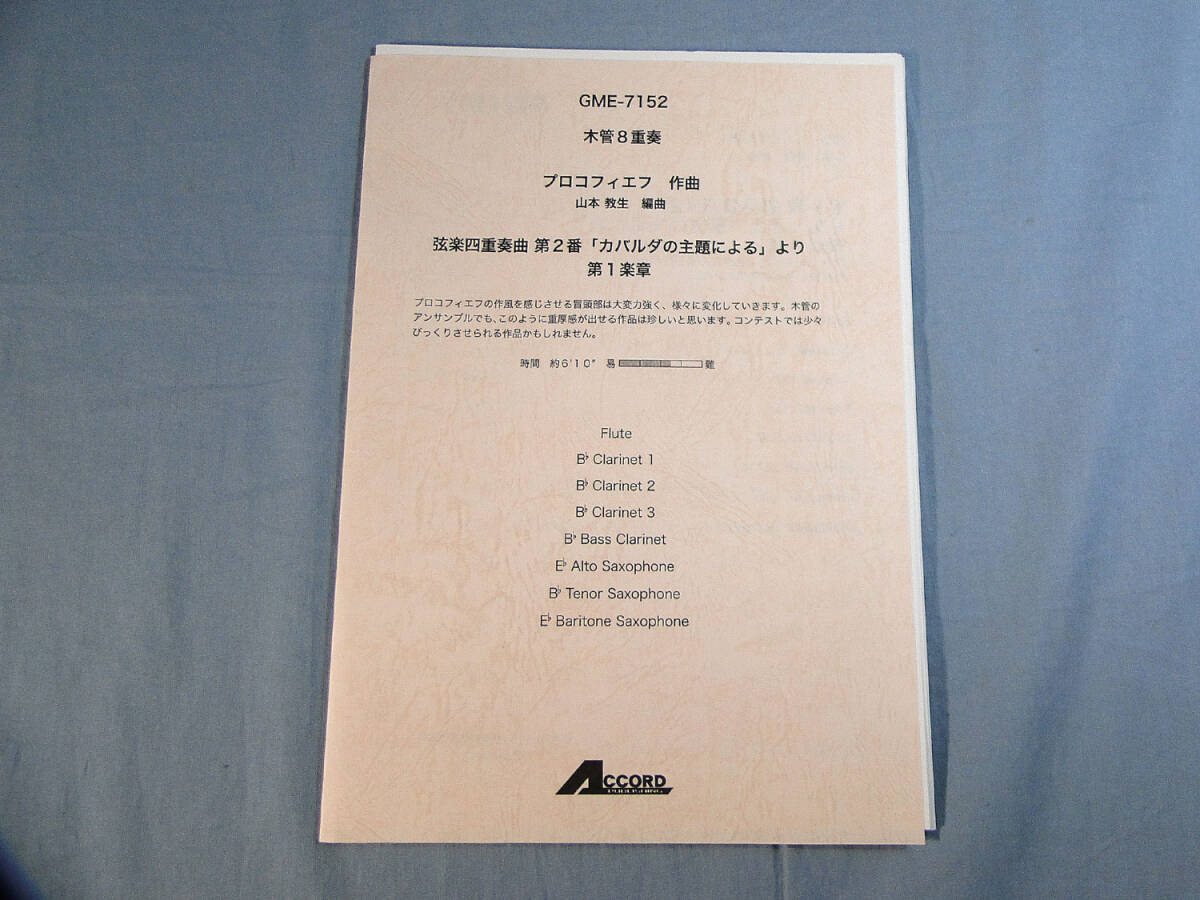 GME-7152
木管８重奏
プロコフィエフ　作曲
山本 教生　編曲
弦楽四重奏曲 第２番「カバルダの主題による」より
第１楽章
プロコフィエフの作風を感じさせる冒頭部は大変力強く、様々に変化していきます。木管の
アンサンブルでも、このように重厚感が出せる作品は珍しいと思います。コンテストでは少々
びっくりさせられる作品かもしれません。
時間　約６’１０”　易 難
Flute
B♭ Clarinet 1
B♭ Clarinet 2
B♭ Clarinet 3
B♭ Bass Clarinet
E♭ Alto Saxophone
B♭ Tenor Saxophone
E♭ Baritone Saxophone
ACCORD